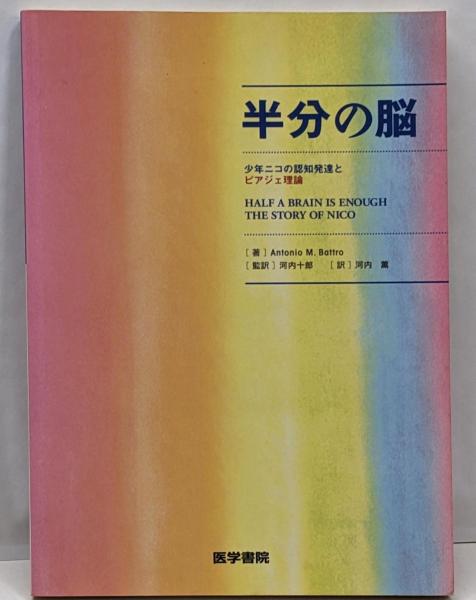 半分の脳
少年ニコの認知発達と
ピアジェ理論
HALF A BRAIN IS ENOUGH
THE STORY OF NICO
[著] Antonio M. Battro
[監訳] 河内十郎 [訳] 河内 薫
医学書院